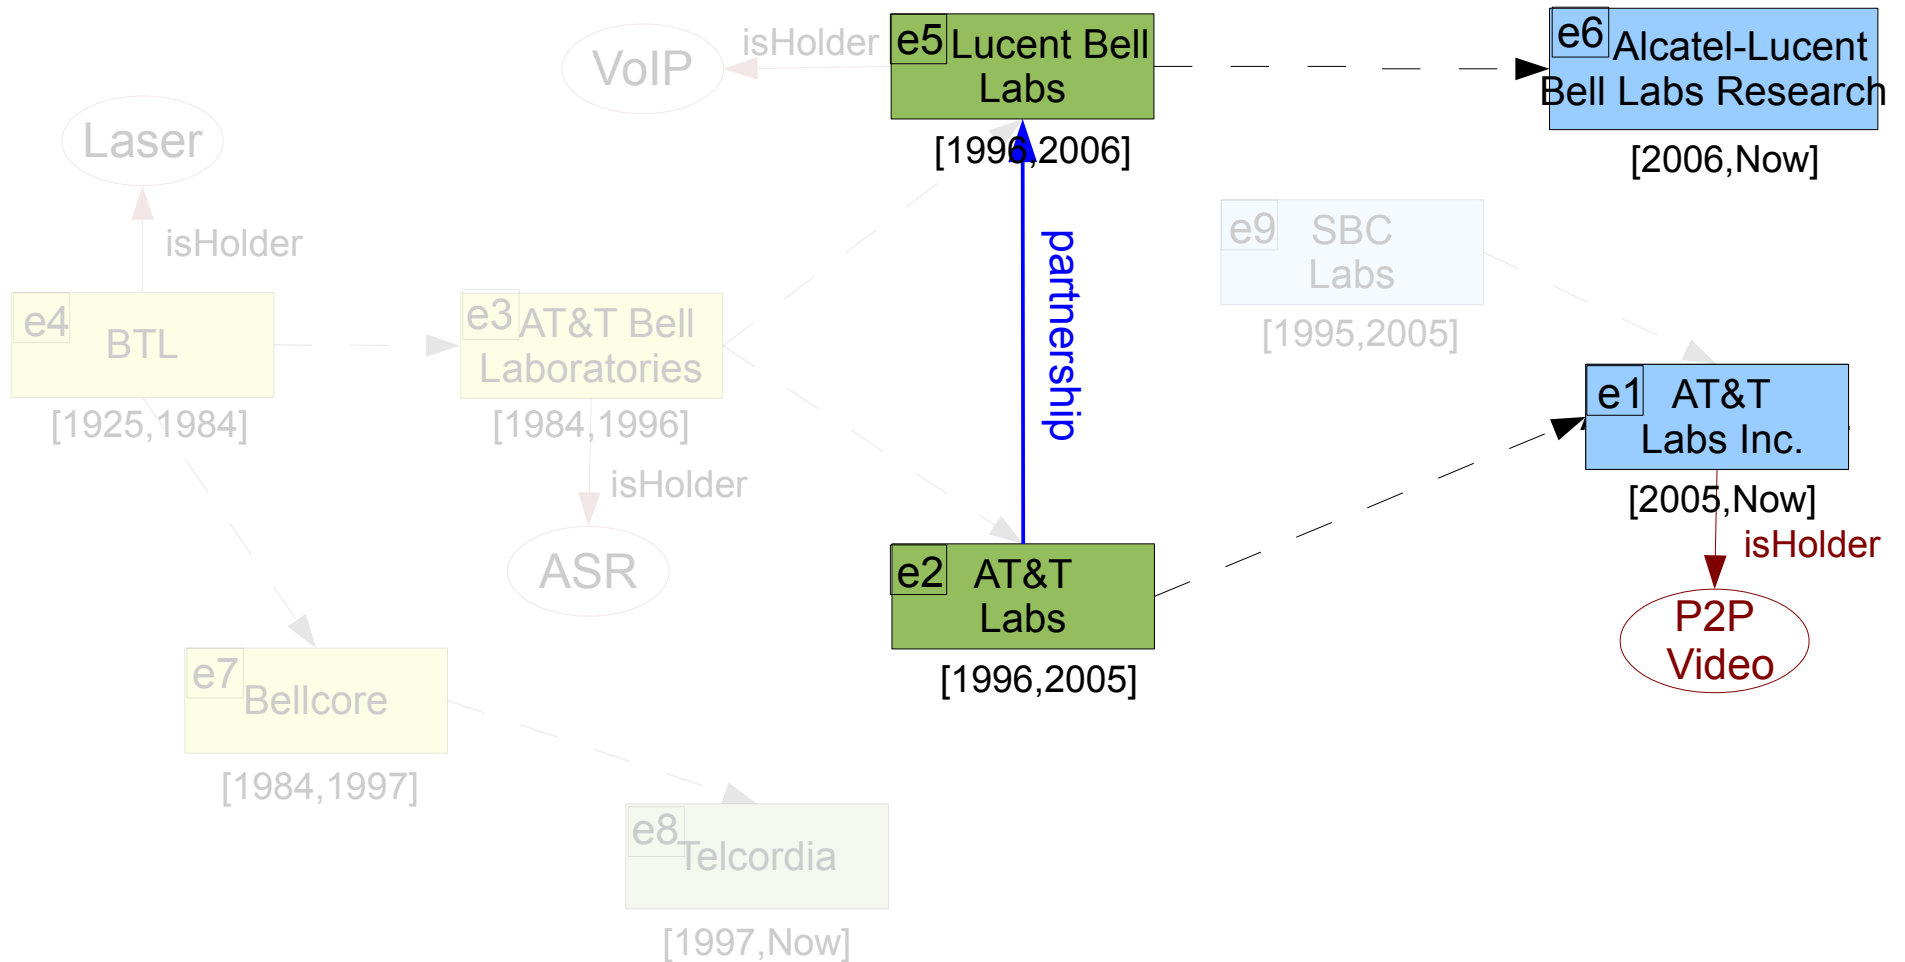 e5 Lucent Bell
Labs
[1996,2006]
e6 Alcatel-Lucent
Bell Labs Research
[2006,Now]
VoIP
isHolder
Laser
isHolder
e4
BTL
[1925,1984]
e3 AT&T Bell
Laboratories
[1984,1996]
isHolder
ASR
partnership
e9 SBC
Labs
[1995,2005]
e1 AT&T
Labs Inc.
[2005,Now]
isHolder
P2P
Video
e2 AT&T
Labs
[1996,2005]
e7
Bellcore
[1984,1997]
e8
Telcordia
[1997,Now]